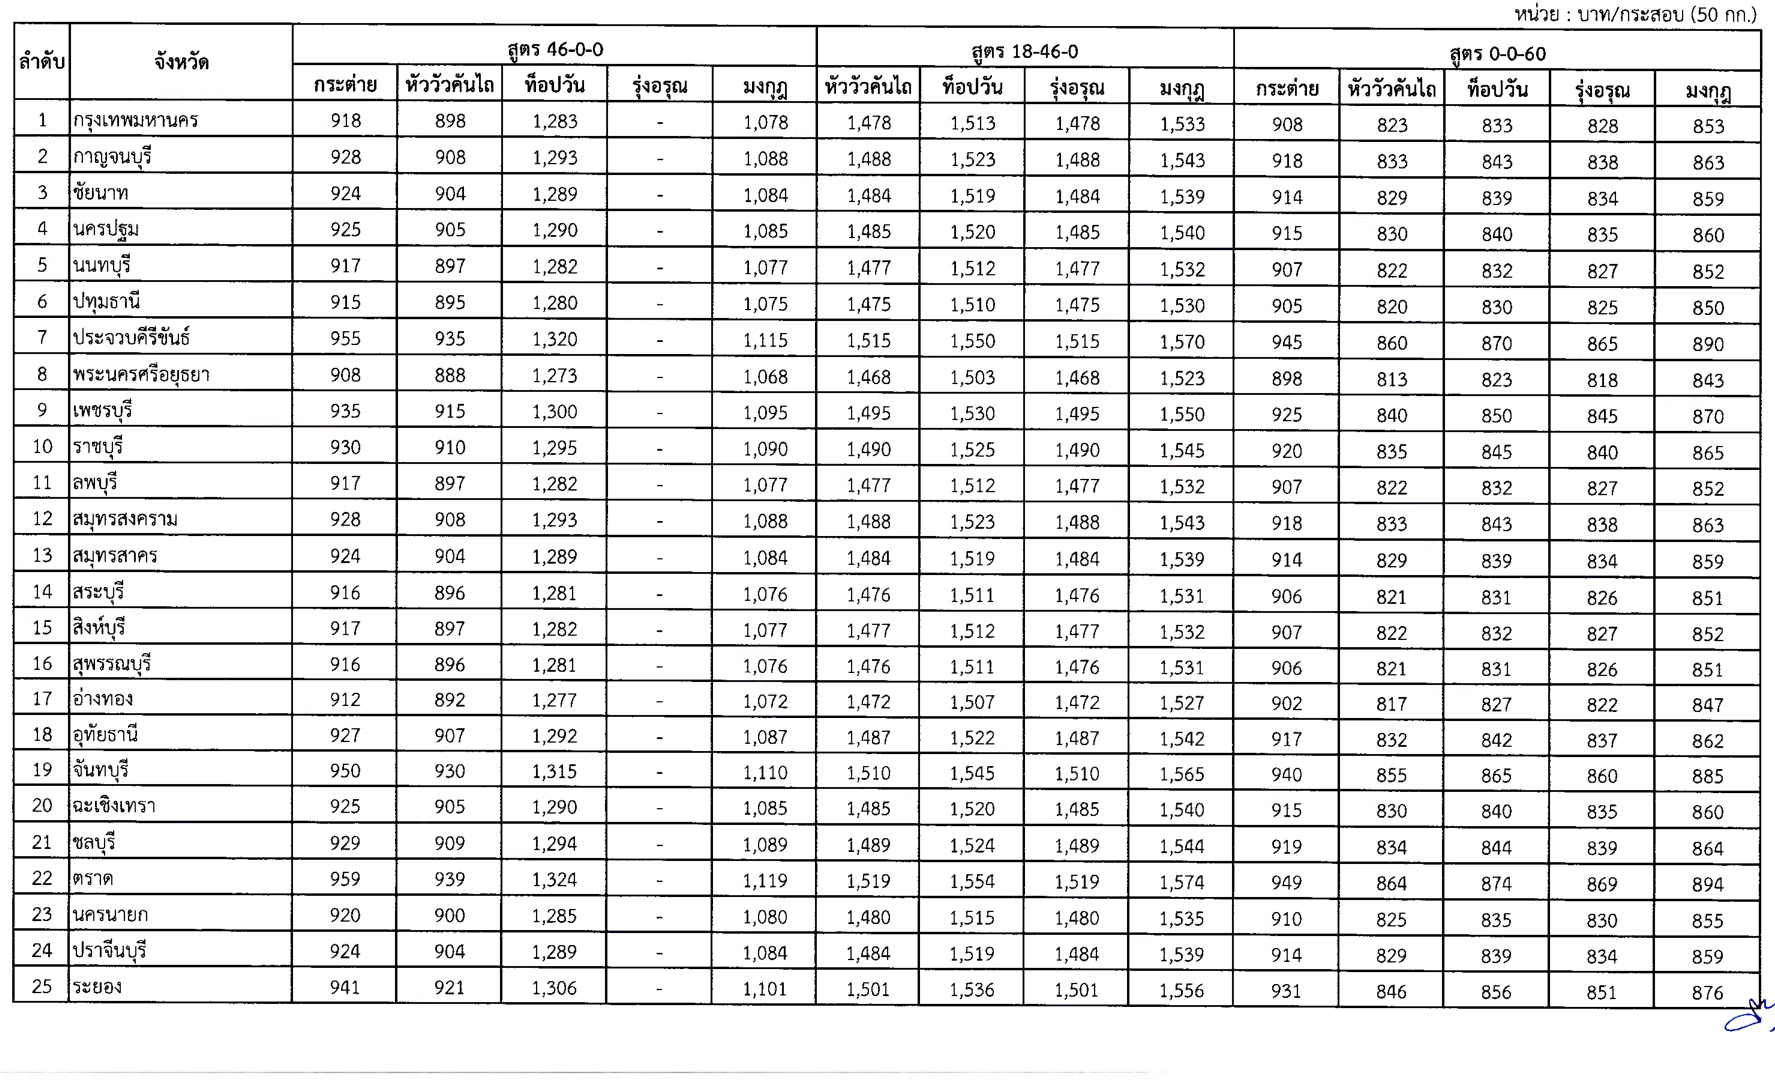 หน่วย : บาท/กระสอบ (50 กก.)
ลำดับ จังหวัด สูตร 46-0-0 สูตร 18-46-0 สูตร 0-0-60
กระต่าย หัววัวคันไถ ท็อปวัน รุ่งอรุณ มงกุฎ หัววัวคันไถ ท็อปวัน รุ่งอรุณ มงกุฎ กระต่าย หัววัวคันไถ ท็อปวัน รุ่งอรุณ มงกุฎ
1 กรุงเทพมหานคร 918 898 1,283 - 1,078 1,478 1,513 1,478 1,533 908 823 833 828 853
2 กาญจนบุรี 928 908 1,293 - 1,088 1,488 1,523 1,488 1,543 918 833 843 838 863
3 ชัยนาท 924 904 1,289 - 1,084 1,484 1,519 1,484 1,539 914 829 839 834 859
4 นครปฐม 925 905 1,290 - 1,085 1,485 1,520 1,485 1,540 915 830 840 835 860
5 นนทบุรี 917 897 1,282 - 1,077 1,477 1,512 1,477 1,532 907 822 832 827 852
6 ปทุมธานี 915 895 1,280 - 1,075 1,475 1,510 1,475 1,530 905 820 830 825 850
7 ประจวบคีรีขันธ์ 955 935 1,320 - 1,115 1,515 1,550 1,515 1,570 945 860 870 865 890
8 พระนครศรีอยุธยา 908 888 1,273 - 1,068 1,468 1,503 1,468 1,523 898 813 823 818 843
9 เพชรบุรี 935 915 1,300 - 1,095 1,495 1,530 1,495 1,550 925 840 850 845 870
10 ราชบุรี 930 910 1,295 - 1,090 1,490 1,525 1,490 1,545 920 835 845 840 865
11 ลพบุรี 917 897 1,282 - 1,077 1,477 1,512 1,477 1,532 907 822 832 827 852
12 สมุทรสงคราม 928 908 1,293 - 1,088 1,488 1,523 1,488 1,543 918 833 843 838 863
13 สมุทรสาคร 924 904 1,289 - 1,084 1,484 1,519 1,484 1,539 914 829 839 834 859
14 สระบุรี 916 896 1,281 - 1,076 1,476 1,511 1,476 1,531 906 821 831 826 851
15 สิงห์บุรี 917 897 1,282 - 1,077 1,477 1,512 1,477 1,532 907 822 832 827 852
16 สุพรรณบุรี 916 896 1,281 - 1,076 1,476 1,511 1,476 1,531 906 821 831 826 851
17 อ่างทอง 912 892 1,277 - 1,072 1,472 1,507 1,472 1,527 902 817 827 822 847
18 อุทัยธานี 927 907 1,292 - 1,087 1,487 1,522 1,487 1,542 917 832 842 837 862
19 จันทบุรี 950 930 1,315 - 1,110 1,510 1,545 1,510 1,565 940 855 865 860 885
20 ฉะเชิงเทรา 925 905 1,290 - 1,085 1,485 1,520 1,485 1,540 915 830 840 835 860
21 ชลบุรี 929 909 1,294 - 1,089 1,489 1,524 1,489 1,544 919 834 844 839 864
22 ตราด 959 939 1,324 - 1,119 1,519 1,554 1,519 1,574 949 864 874 869 894
23 นครนายก 920 900 1,285 - 1,080 1,480 1,515 1,480 1,535 910 825 835 830 855
24 ปราจีนบุรี 924 904 1,289 - 1,084 1,484 1,519 1,484 1,539 914 829 839 834 859
25 ระยอง 941 921 1,306 - 1,101 1,501 1,536 1,501 1,556 931 846 856 851 876